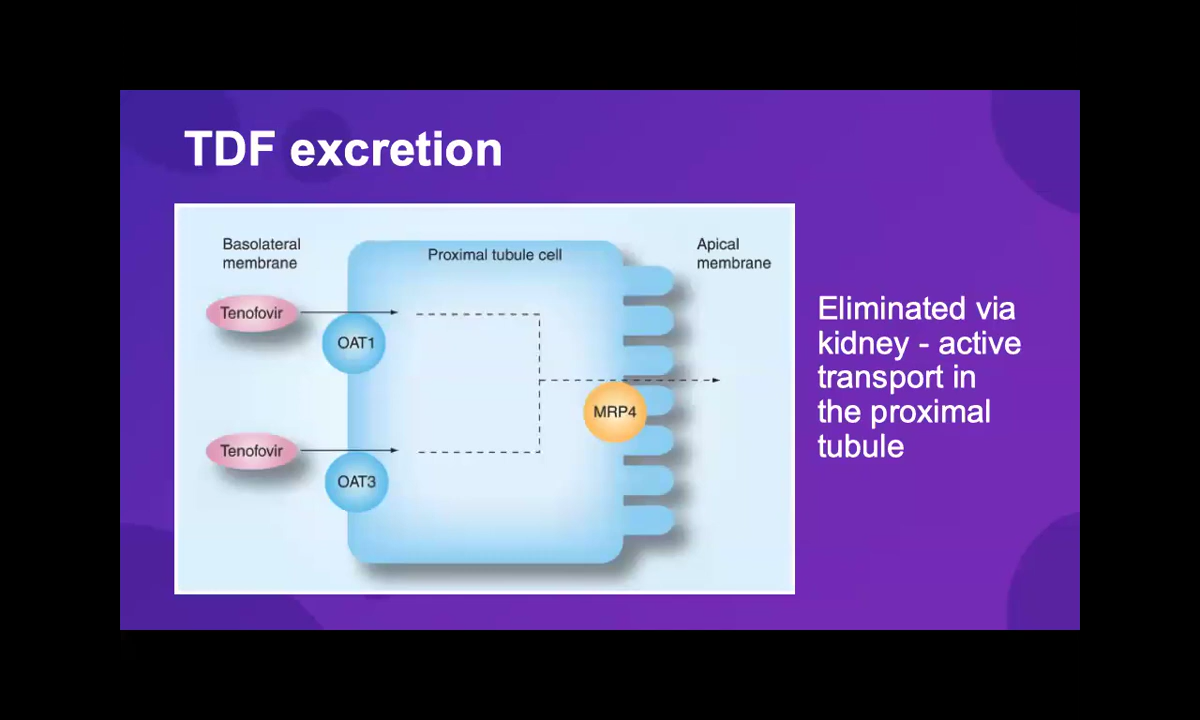 TDF excretion
Basolateral
membrane
Proximal tubule cell
Apical
membrane
Tenofovir
OAT1
MRP4
Tenofovir
OAT3
Eliminated via
kidney - active
transport in
the proximal
tubule